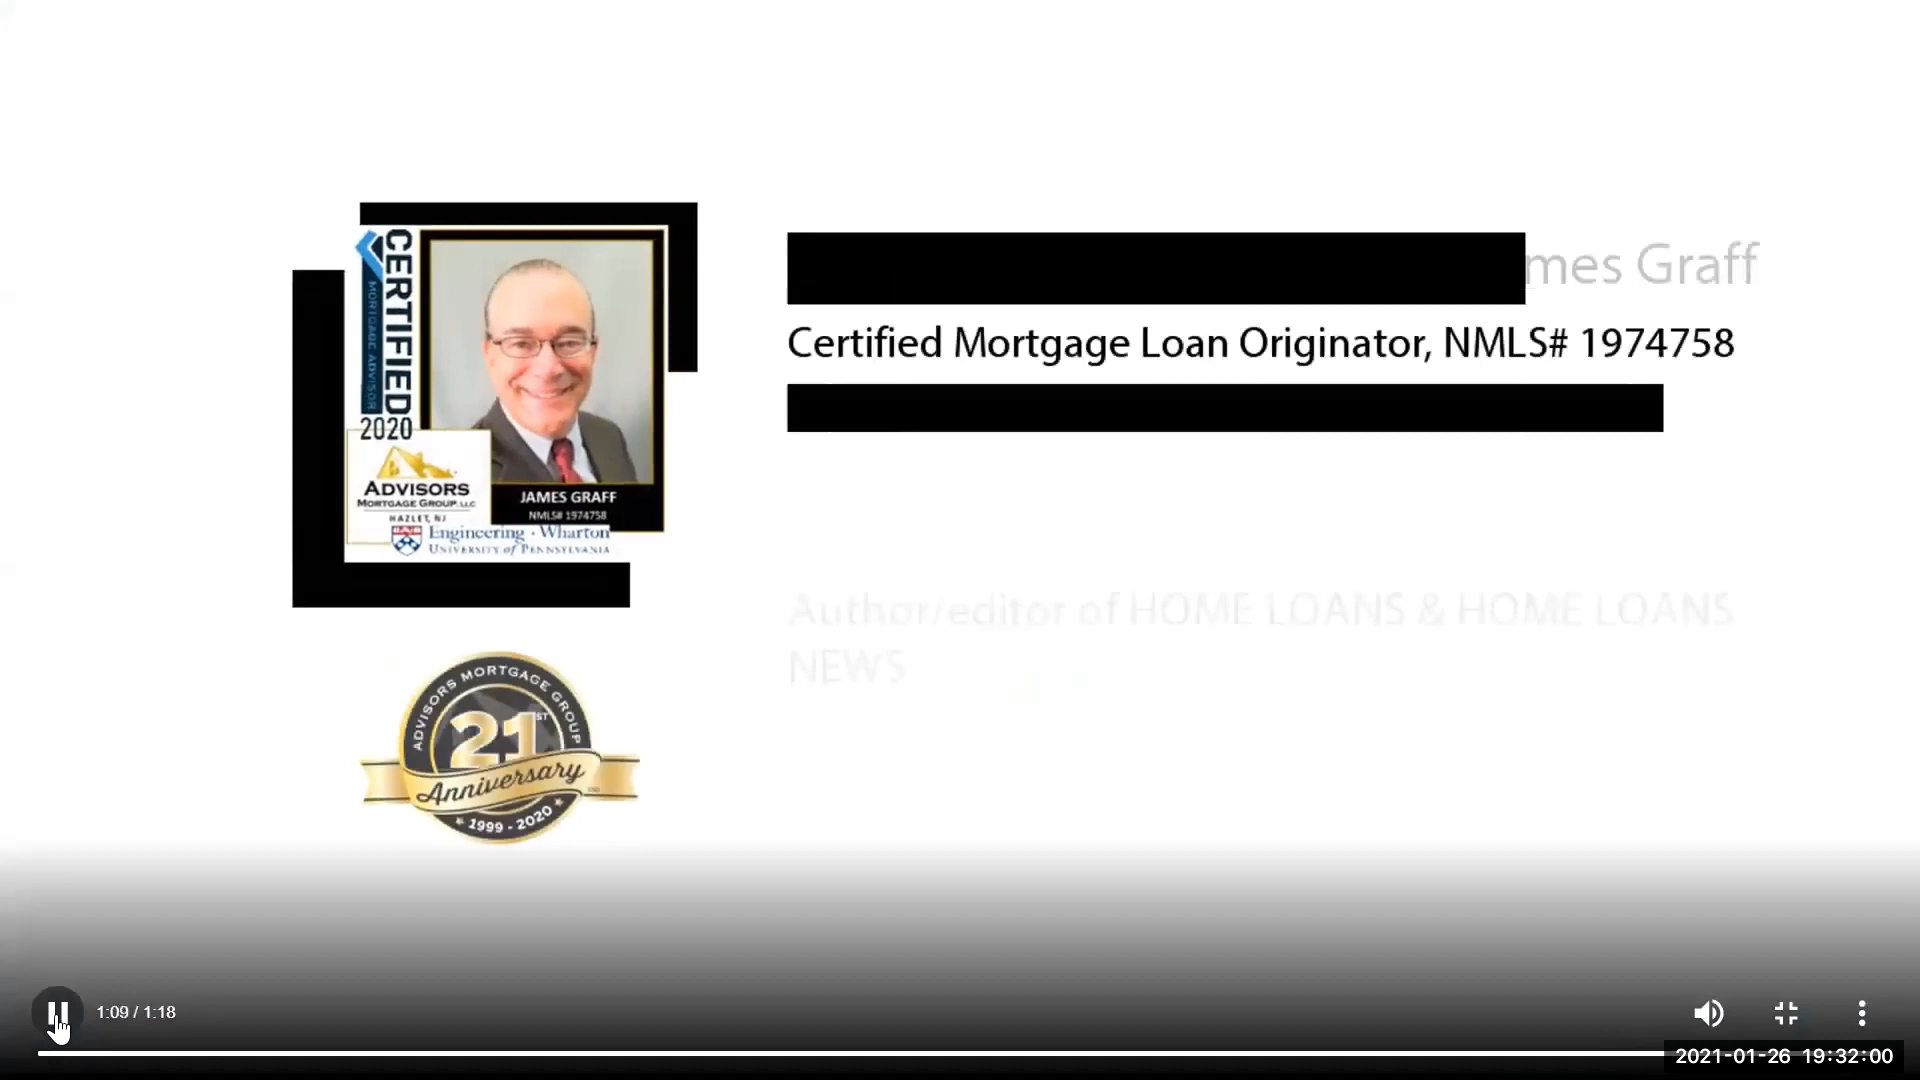 CERTIFIED
MORTGAGE ADVISOR
2020
ADVISORS
MORTGAGE GROUP, LLC
HAZLET, NJ
JAMES GRAFF
NMLS# 1974758
Engineering · Wharton
UNIVERSITY of PENNSYLVANIA
mes Graff
Certified Mortgage Loan Originator, NMLS# 1974758
Author/editor of HOME LOANS & HOME LOANS
NEWS
ADVISORS MORTGAGE GROUP
21ST
Anniversary
1999 - 2020
1:09 / 1:18
2021-01-26 19:32:00